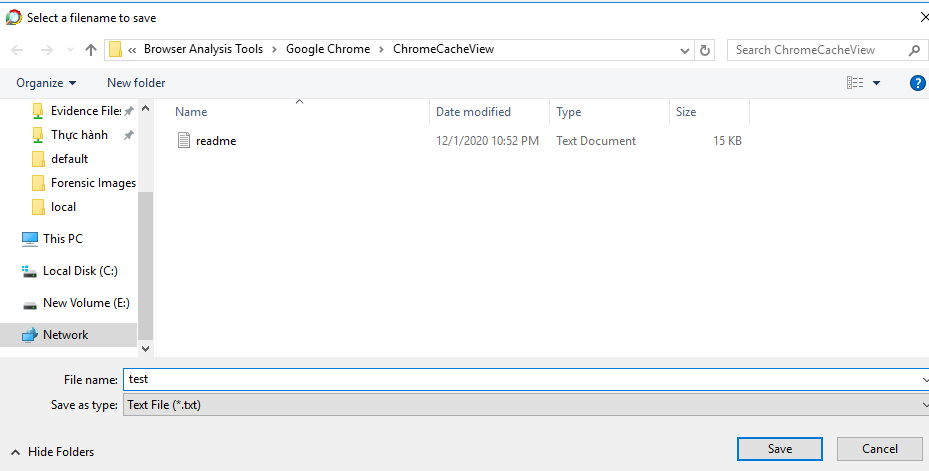 Select a filename to save
« Browser Analysis Tools > Google Chrome > ChromeCacheView
Search ChromeCacheView
Organize New folder
Name Date modified Type Size
readme 12/1/2020 10:52 PM Text Document 15 KB
Evidence Files
Thực hành
default
Forensic Images
local
This PC
Local Disk (C:)
New Volume (E:)
Network
File name: test
Save as type: Text File (*.txt)
Hide Folders
Save Cancel